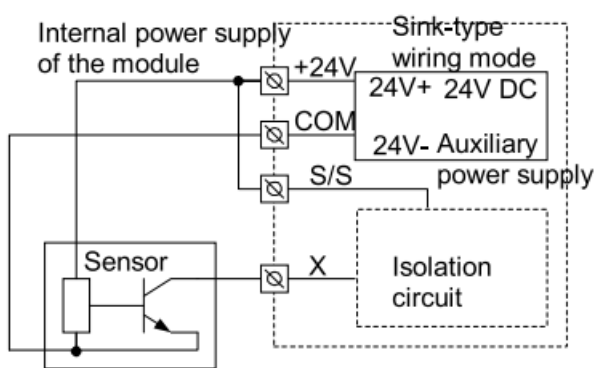 Internal power supply
of the module
Sink-type
wiring mode
+24V
24V+ 24V DC
COM
24V- Auxiliary
power supply
S/S
Sensor
X
Isolation
circuit